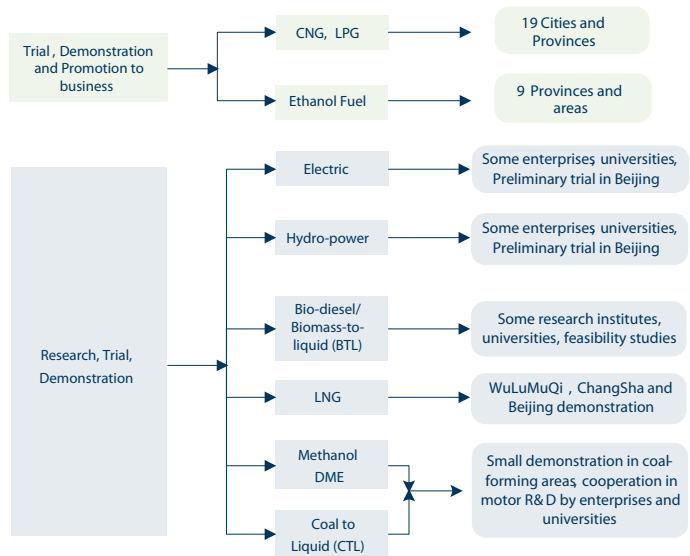 Trial , Demonstration
and Promotion to
business
CNG, LPG
19 Cities and
Provinces
Ethanol Fuel
9 Provinces and
areas
Research, Trial,
Demonstration
Electric
Some enterprises, universities,
Preliminary trial in Beijing
Hydro-power
Some enterprises, universities,
Preliminary trial in Beijing
Bio-diesel/
Biomass-to-
liquid (BTL)
Some research institutes,
universities, feasibility studies
LNG
WuLuMuQi , ChangSha and
Beijing demonstration
Methanol
DME
Coal to
Liquid (CTL)
Small demonstration in coal-
forming areas, cooperation in
motor R&D by enterprises and
universities